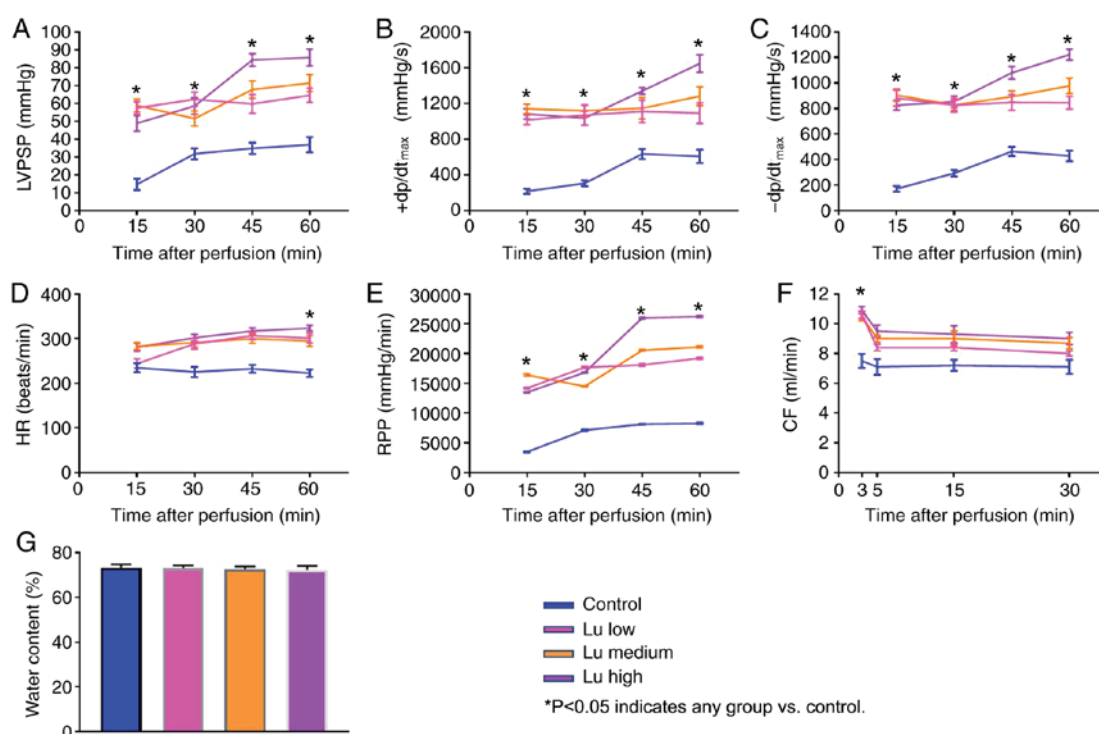 A
LVPSP (mmHg)
100
90
80
70
60
50
40
30
20
10
0
*
*
*
*
0 15 30 45 60
Time after perfusion (min)
B
+dp/dtmax (mmHg/s)
2000
1600
1200
800
400
0
*
*
*
*
0 15 30 45 60
Time after perfusion (min)
C
–dp/dtmax (mmHg/s)
1400
1200
1000
800
600
400
200
0
*
*
*
*
0 15 30 45 60
Time after perfusion (min)
D
HR (beats/min)
400
300
200
0
*
0 15 30 45 60
Time after perfusion (min)
E
RPP (mmHg/min)
30000
25000
20000
15000
10000
5000
0
*
*
*
*
0 15 30 45 60
Time after perfusion (min)
F
CF (ml/min)
12
10
8
6
4
2
0
*
0 3 5 15 30
Time after perfusion (min)
G
Water content (%)
80
60
40
20
0
Control
Lu low
Lu medium
Lu high
*P<0.05 indicates any group vs. control.